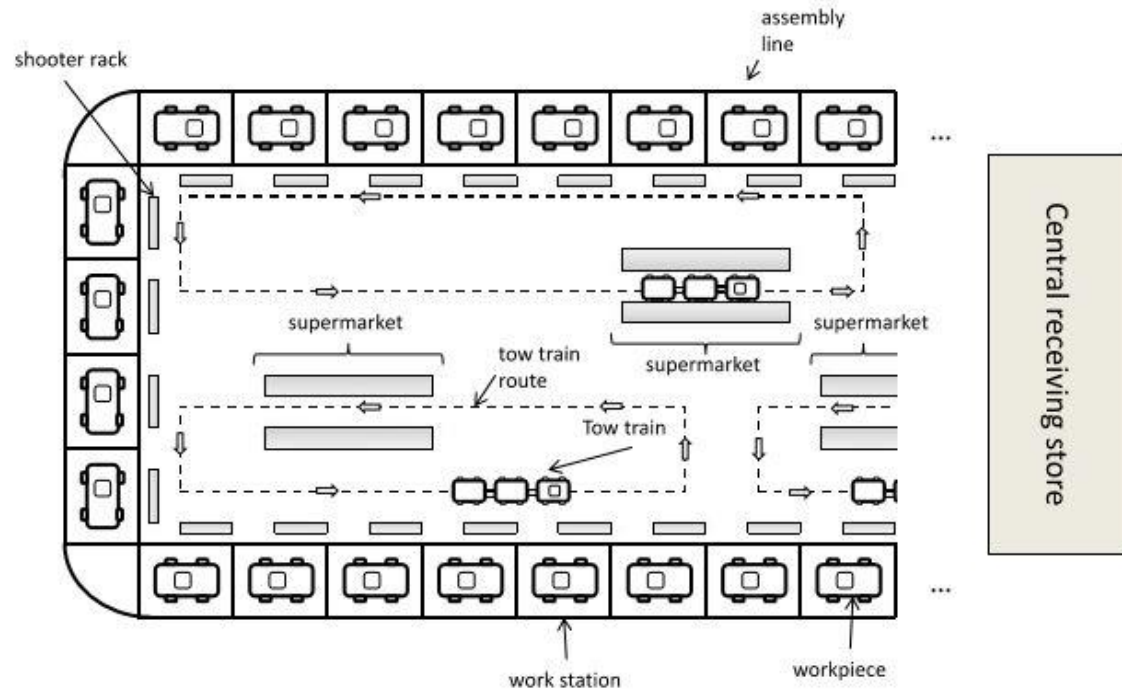 assembly
line
shooter rack
...
supermarket
supermarket
supermarket
tow train
route
Tow train
Central receiving store
...
workpiece
work station